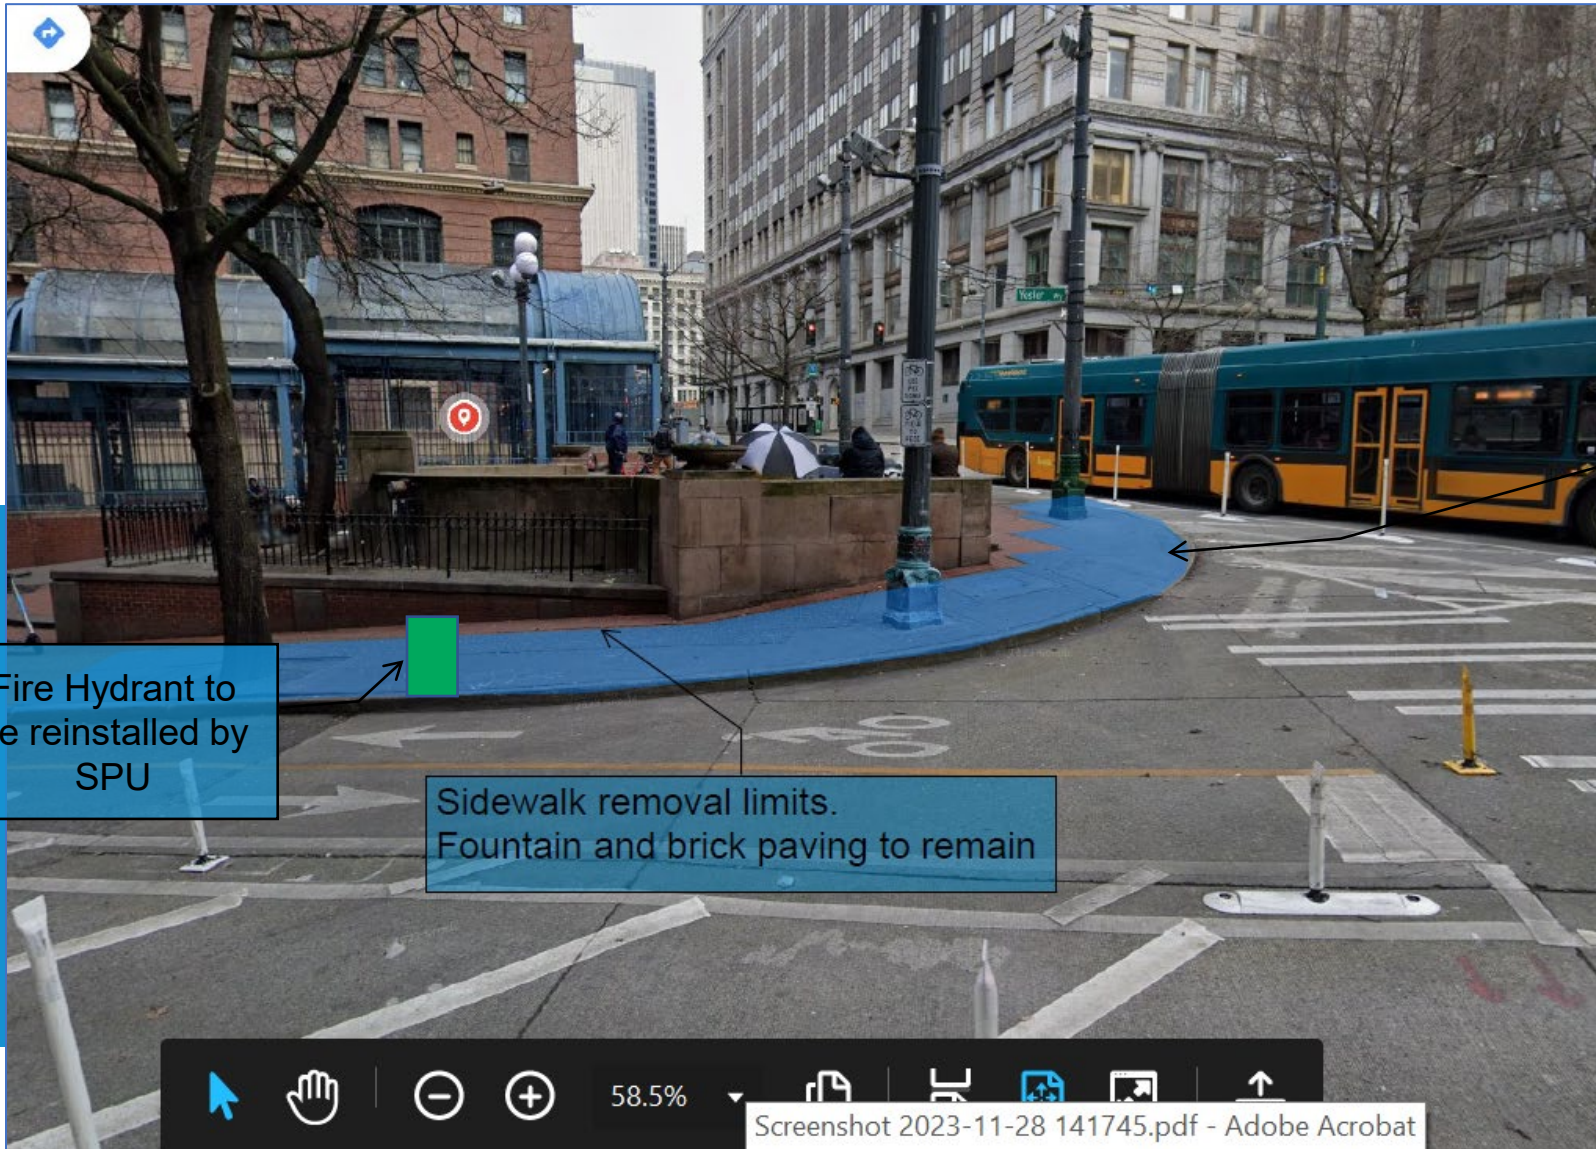 Yesler
Fire Hydrant to
e reinstalled by
SPU
Sidewalk removal limits.
Fountain and brick paving to remain
58.5%
Screenshot 2023-11-28 141745.pdf - Adobe Acrobat